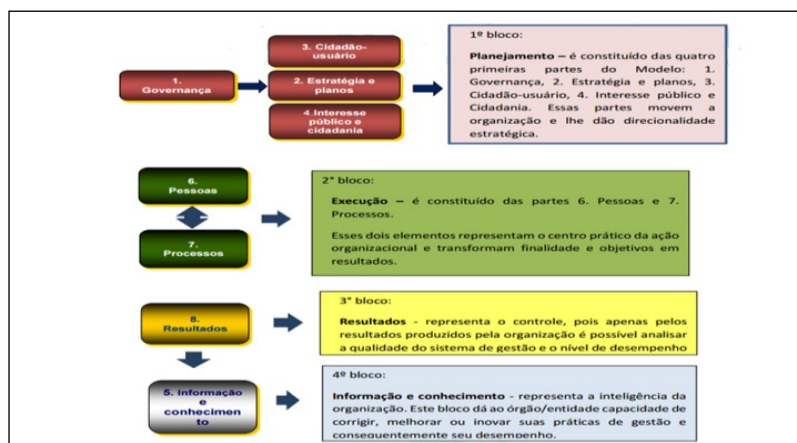 3. Cidadão-
usuário
1.
Governança
2. Estratégia e
planos
4.Interesse
público e
cidadania
1º bloco:
Planejamento – é constituído das quatro
primeiras partes do Modelo: 1.
Governança, 2. Estratégia e planos, 3.
Cidadão-usuário, 4. Interesse público e
Cidadania. Essas partes movem a
organização e lhe dão direcionalidade
estratégica.
6.
Pessoas
7.
Processos
2° bloco:
Execução – é constituído das partes 6. Pessoas e 7.
Processos.
Esses dois elementos representam o centro prático da ação
organizacional e transformam finalidade e objetivos em
resultados.
8.
Resultados
3° bloco:
Resultados - representa o controle, pois apenas pelos
resultados produzidos pela organização é possível analisar
a qualidade do sistema de gestão e o nível de desempenho
5. Informação
e
conhecimen
to
4º bloco:
Informação e conhecimento - representa a inteligência da
organização. Este bloco dá ao órgão/entidade capacidade de
corrigir, melhorar ou inovar suas práticas de gestão e
consequentemente seu desempenho.